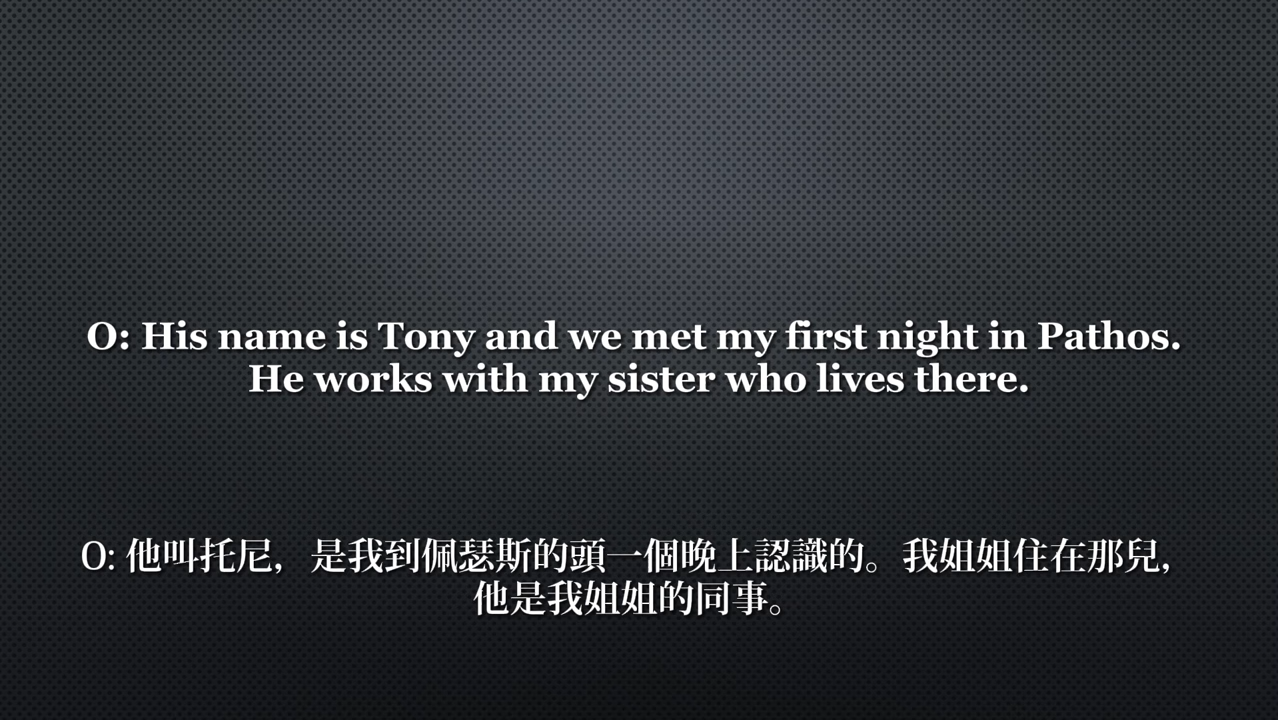 O: His name is Tony and we met my first night in Pathos.
He works with my sister who lives there.
O: 他叫托尼，是我到佩瑟斯的頭一個晚上認識的。我姐姐住在那兒，
他是我姐姐的同事。